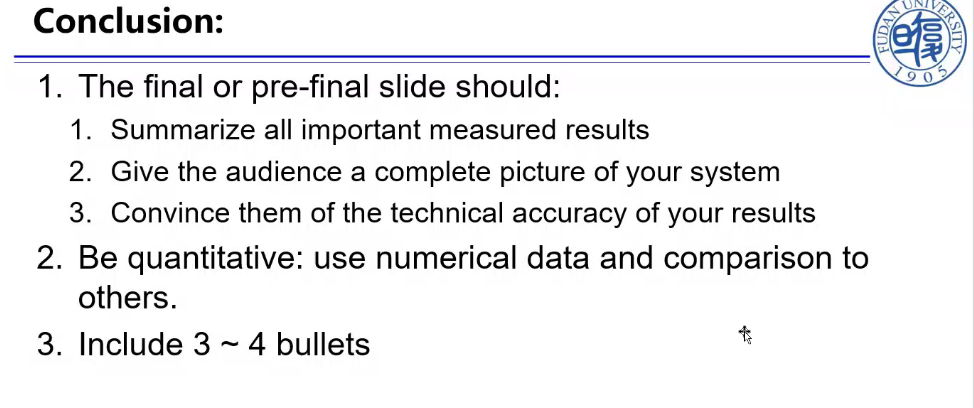 Conclusion:
FUDAN UNIVERSITY
1905
1. The final or pre-final slide should:
1. Summarize all important measured results
2. Give the audience a complete picture of your system
3. Convince them of the technical accuracy of your results
2. Be quantitative: use numerical data and comparison to
others.
3. Include 3 ~ 4 bullets